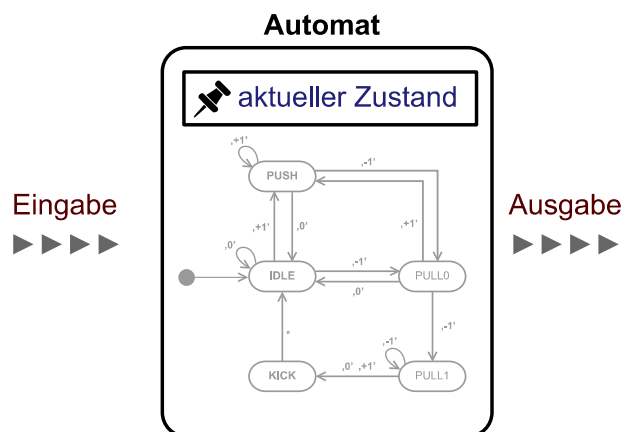 Automat
aktueller Zustand
Eingabe
Ausgabe
‚+1’
PUSH
‚-1’
‚+1’
‚0’
‚+1’
‚0’
IDLE
‚-1’
‚0’
PULL0
‚-1’
*
‚-1’
KICK
‚0’ ‚+1’
PULL1